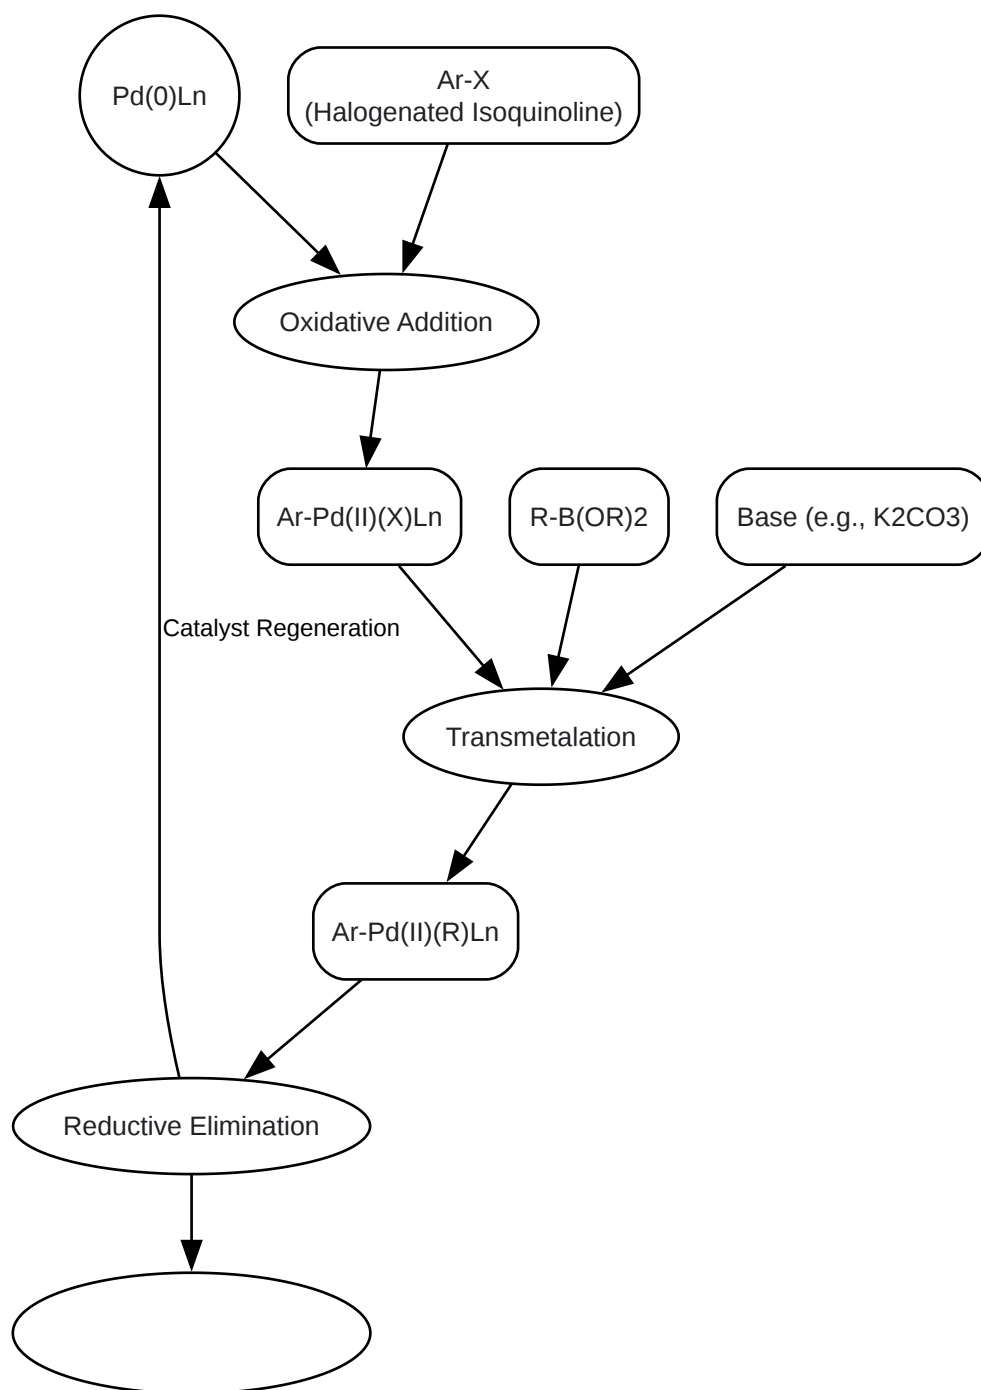 Pd(0)Ln
Ar-X
(Halogenated Isoquinoline)
Oxidative Addition
Ar-Pd(II)(X)Ln
R-B(OR)2
Base (e.g., K2CO3)
Catalyst Regeneration
Transmetalation
Ar-Pd(II)(R)Ln
Reductive Elimination